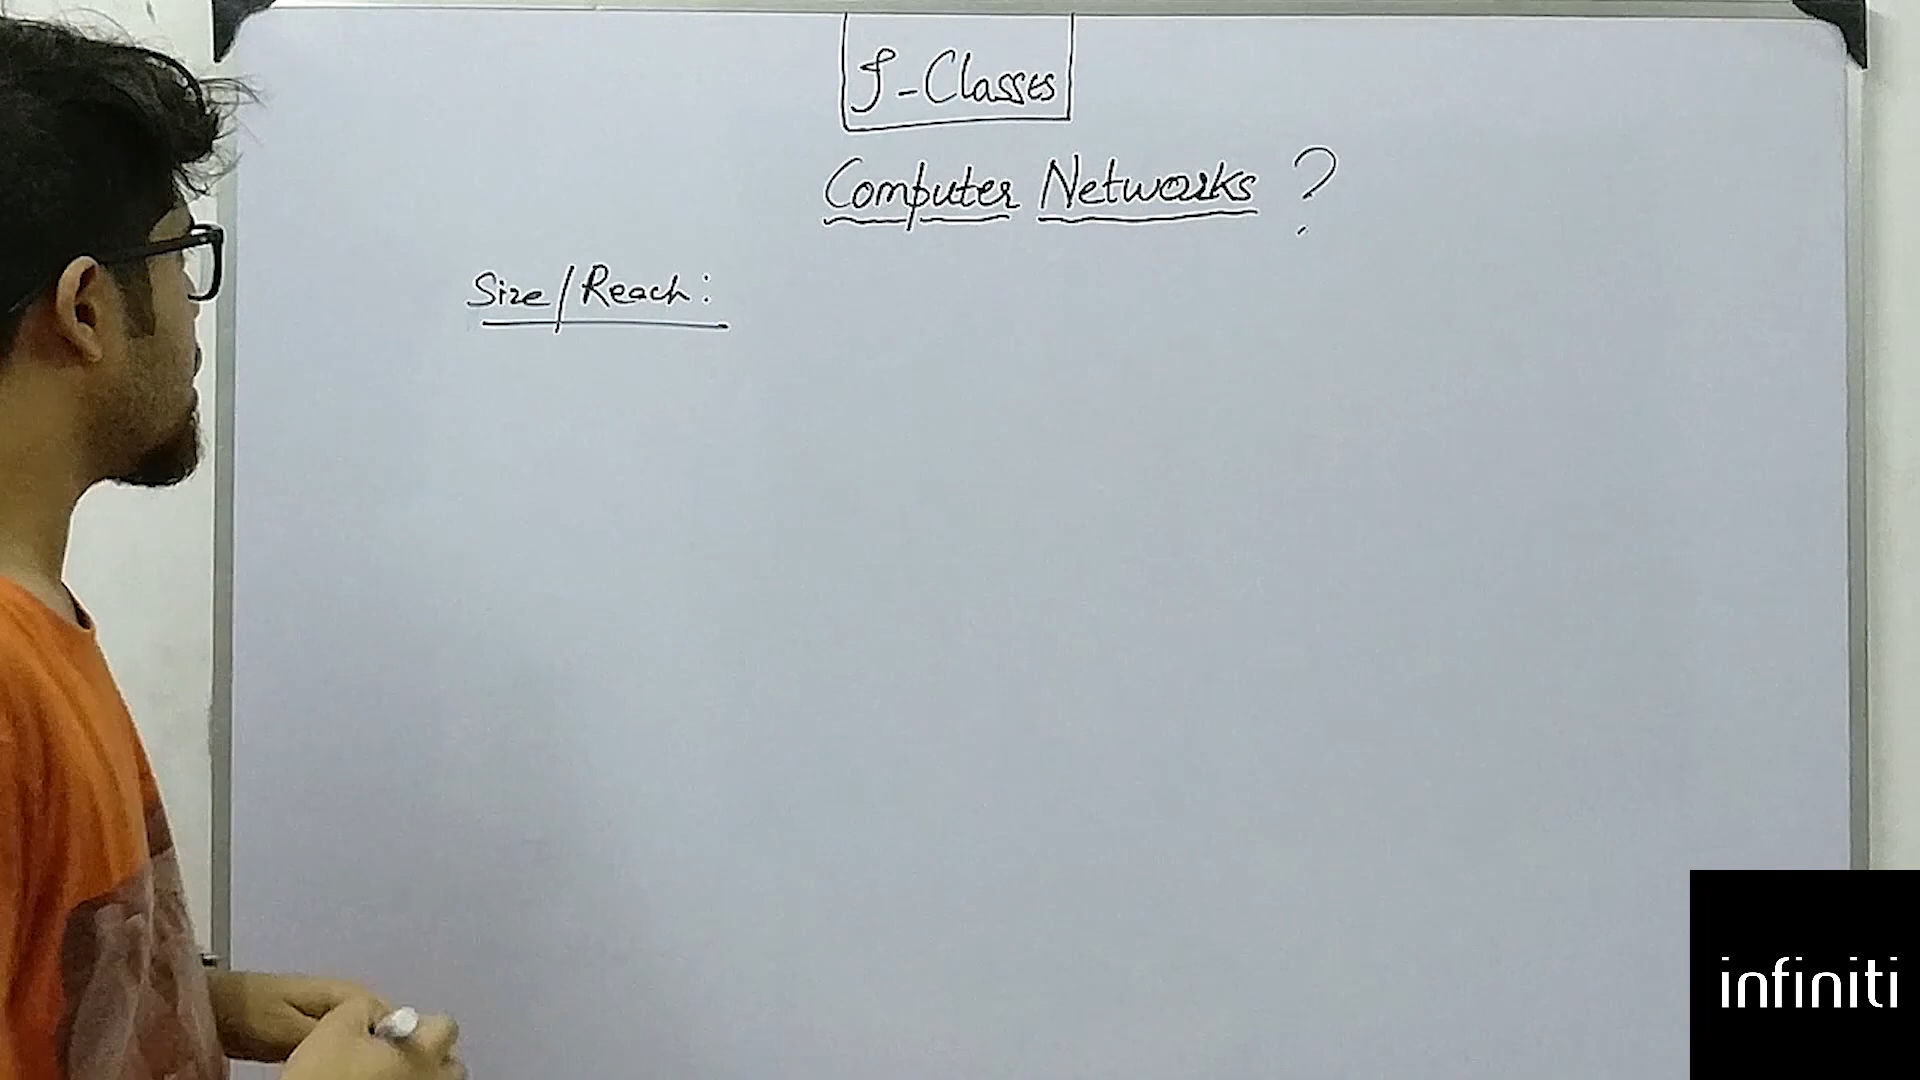 J-Classes
Computer Networks ?
Size/Reach:
infiniti